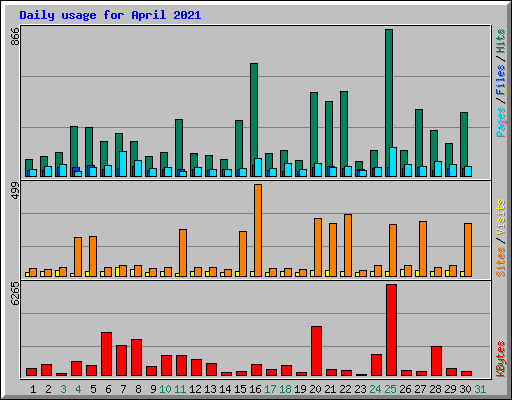 Daily usage for April 2021
866
Pages / Files / Hits
499
Sites / Visits
6265
KBytes
1 2 3 4 5 6 7 8 9 10 11 12 13 14 15 16 17 18 19 20 21 22 23 24 25 26 27 28 29 30 31